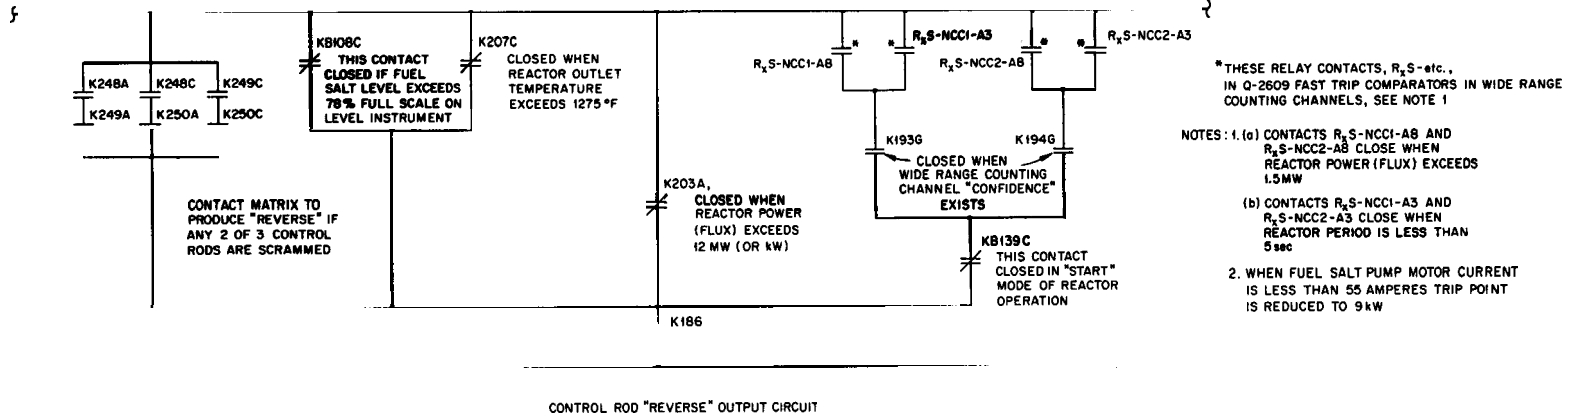 K248A
K248C
K249C
K249A
K250A
K250C
CONTACT MATRIX TO
PRODUCE "REVERSE" IF
ANY 2 OF 3 CONTROL
RODS ARE SCRAMMED
KB108C
THIS CONTACT
CLOSED IF FUEL
SALT LEVEL EXCEEDS
78% FULL SCALE ON
LEVEL INSTRUMENT
K207C
CLOSED WHEN
REACTOR OUTLET
TEMPERATURE
EXCEEDS 1275 °F
K203A,
CLOSED WHEN
REACTOR POWER
(FLUX) EXCEEDS
12 MW (OR kW)
K186
* RxS-NCC1-A8
* RxS-NCC1-A3
* RxS-NCC2-A8
* RxS-NCC2-A3
K193G
K194G
CLOSED WHEN
WIDE RANGE COUNTING
CHANNEL "CONFIDENCE"
EXISTS
KB139C
THIS CONTACT
CLOSED IN "START"
MODE OF REACTOR
OPERATION
*THESE RELAY CONTACTS, RxS-etc.,
IN Q-2609 FAST TRIP COMPARATORS IN WIDE RANGE
COUNTING CHANNELS, SEE NOTE 1
NOTES: 1. (a) CONTACTS RxS-NCC1-A8 AND
RxS-NCC2-A8 CLOSE WHEN
REACTOR POWER (FLUX) EXCEEDS
1.5MW
(b) CONTACTS RxS-NCC1-A3 AND
RxS-NCC2-A3 CLOSE WHEN
REACTOR PERIOD IS LESS THAN
5 sec
2. WHEN FUEL SALT PUMP MOTOR CURRENT
IS LESS THAN 55 AMPERES TRIP POINT
IS REDUCED TO 9 kW
CONTROL ROD "REVERSE" OUTPUT CIRCUIT